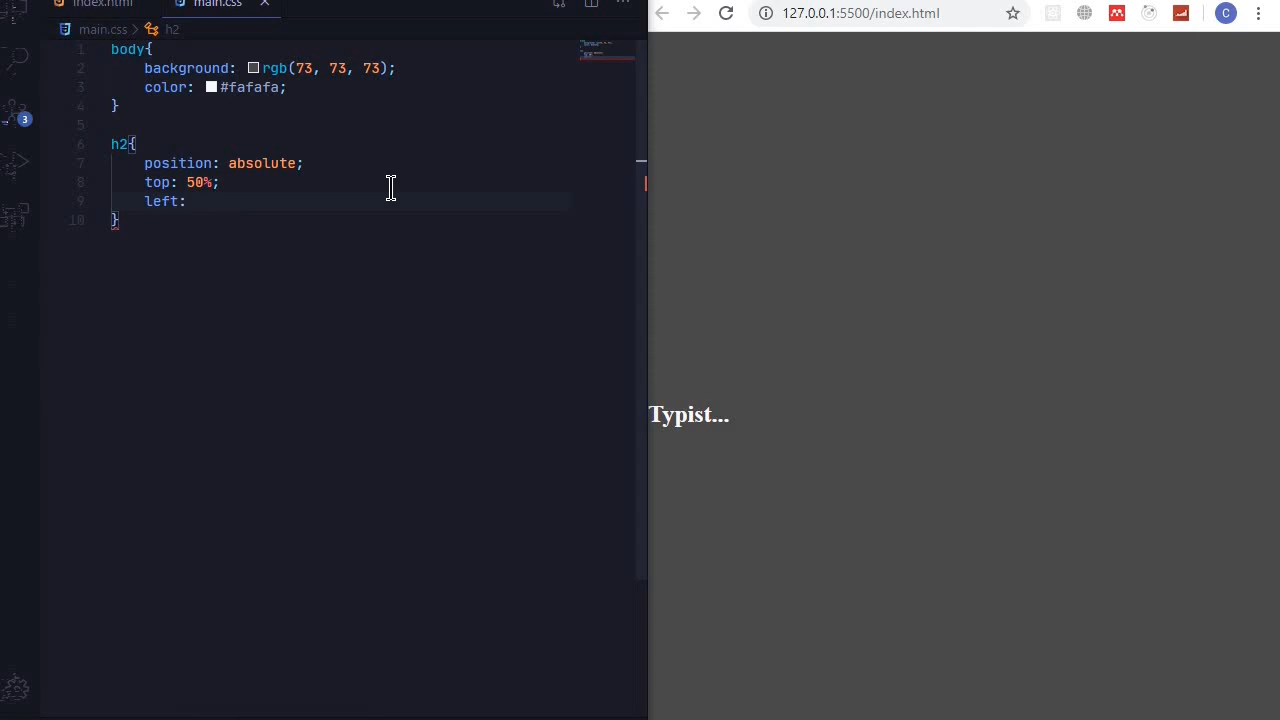 index.html main.css
main.css > h2
1 body{
2 background: rgb(73, 73, 73);
3 color: #fafafa;
4 }
5
6 h2{
7 position: absolute;
8 top: 50%;
9 left:
10 }
3
127.0.0.1:5500/index.html
C
Typist...